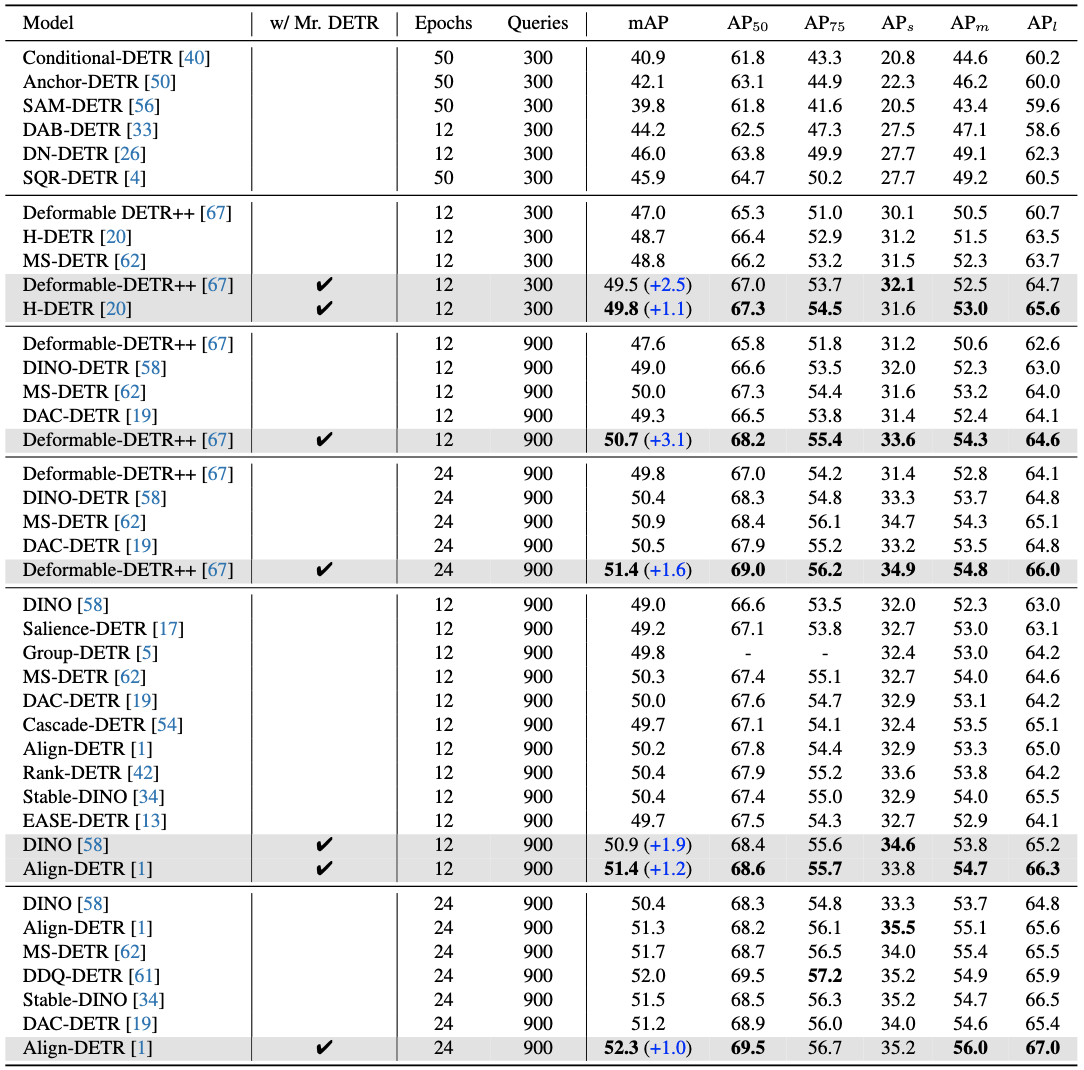 Model w/ Mr. DETR Epochs Queries mAP AP50 AP75 APs APm APl
Conditional-DETR [40] 50 300 40.9 61.8 43.3 20.8 44.6 60.2
Anchor-DETR [50] 50 300 42.1 63.1 44.9 22.3 46.2 60.0
SAM-DETR [56] 50 300 39.8 61.8 41.6 20.5 43.4 59.6
DAB-DETR [33] 12 300 44.2 62.5 47.3 27.5 47.1 58.6
DN-DETR [26] 12 300 46.0 63.8 49.9 27.7 49.1 62.3
SQR-DETR [4] 50 300 45.9 64.7 50.2 27.7 49.2 60.5
Deformable DETR++ [67] 12 300 47.0 65.3 51.0 30.1 50.5 60.7
H-DETR [20] 12 300 48.7 66.4 52.9 31.2 51.5 63.5
MS-DETR [62] 12 300 48.8 66.2 53.2 31.5 52.3 63.7
Deformable-DETR++ [67] ✔ 12 300 49.5 (+2.5) 67.0 53.7 32.1 52.5 64.7
H-DETR [20] ✔ 12 300 49.8 (+1.1) 67.3 54.5 31.6 53.0 65.6
Deformable-DETR++ [67] 12 900 47.6 65.8 51.8 31.2 50.6 62.6
DINO-DETR [58] 12 900 49.0 66.6 53.5 32.0 52.3 63.0
MS-DETR [62] 12 900 50.0 67.3 54.4 31.6 53.2 64.0
DAC-DETR [19] 12 900 49.3 66.5 53.8 31.4 52.4 64.1
Deformable-DETR++ [67] ✔ 12 900 50.7 (+3.1) 68.2 55.4 33.6 54.3 64.6
Deformable-DETR++ [67] 24 900 49.8 67.0 54.2 31.4 52.8 64.1
DINO-DETR [58] 24 900 50.4 68.3 54.8 33.3 53.7 64.8
MS-DETR [62] 24 900 50.9 68.4 56.1 34.7 54.3 65.1
DAC-DETR [19] 24 900 50.5 67.9 55.2 33.2 53.5 64.8
Deformable-DETR++ [67] ✔ 24 900 51.4 (+1.6) 69.0 56.2 34.9 54.8 66.0
DINO [58] 12 900 49.0 66.6 53.5 32.0 52.3 63.0
Salience-DETR [17] 12 900 49.2 67.1 53.8 32.7 53.0 63.1
Group-DETR [5] 12 900 49.8 - - 32.4 53.0 64.2
MS-DETR [62] 12 900 50.3 67.4 55.1 32.7 54.0 64.6
DAC-DETR [19] 12 900 50.0 67.6 54.7 32.9 53.1 64.2
Cascade-DETR [54] 12 900 49.7 67.1 54.1 32.4 53.5 65.1
Align-DETR [1] 12 900 50.2 67.8 54.4 32.9 53.3 65.0
Rank-DETR [42] 12 900 50.4 67.9 55.2 33.6 53.8 64.2
Stable-DINO [34] 12 900 50.4 67.4 55.0 32.9 54.0 65.5
EASE-DETR [13] 12 900 49.7 67.5 54.3 32.7 52.9 64.1
DINO [58] ✔ 12 900 50.9 (+1.9) 68.4 55.6 34.6 53.8 65.2
Align-DETR [1] ✔ 12 900 51.4 (+1.2) 68.6 55.7 33.8 54.7 66.3
DINO [58] 24 900 50.4 68.3 54.8 33.3 53.7 64.8
Align-DETR [1] 24 900 51.3 68.2 56.1 35.5 55.1 65.6
MS-DETR [62] 24 900 51.7 68.7 56.5 34.0 55.4 65.5
DDQ-DETR [61] 24 900 52.0 69.5 57.2 35.2 54.9 65.9
Stable-DINO [34] 24 900 51.5 68.5 56.3 35.2 54.7 66.5
DAC-DETR [19] 24 900 51.2 68.9 56.0 34.0 54.6 65.4
Align-DETR [1] ✔ 24 900 52.3 (+1.0) 69.5 56.7 35.2 56.0 67.0